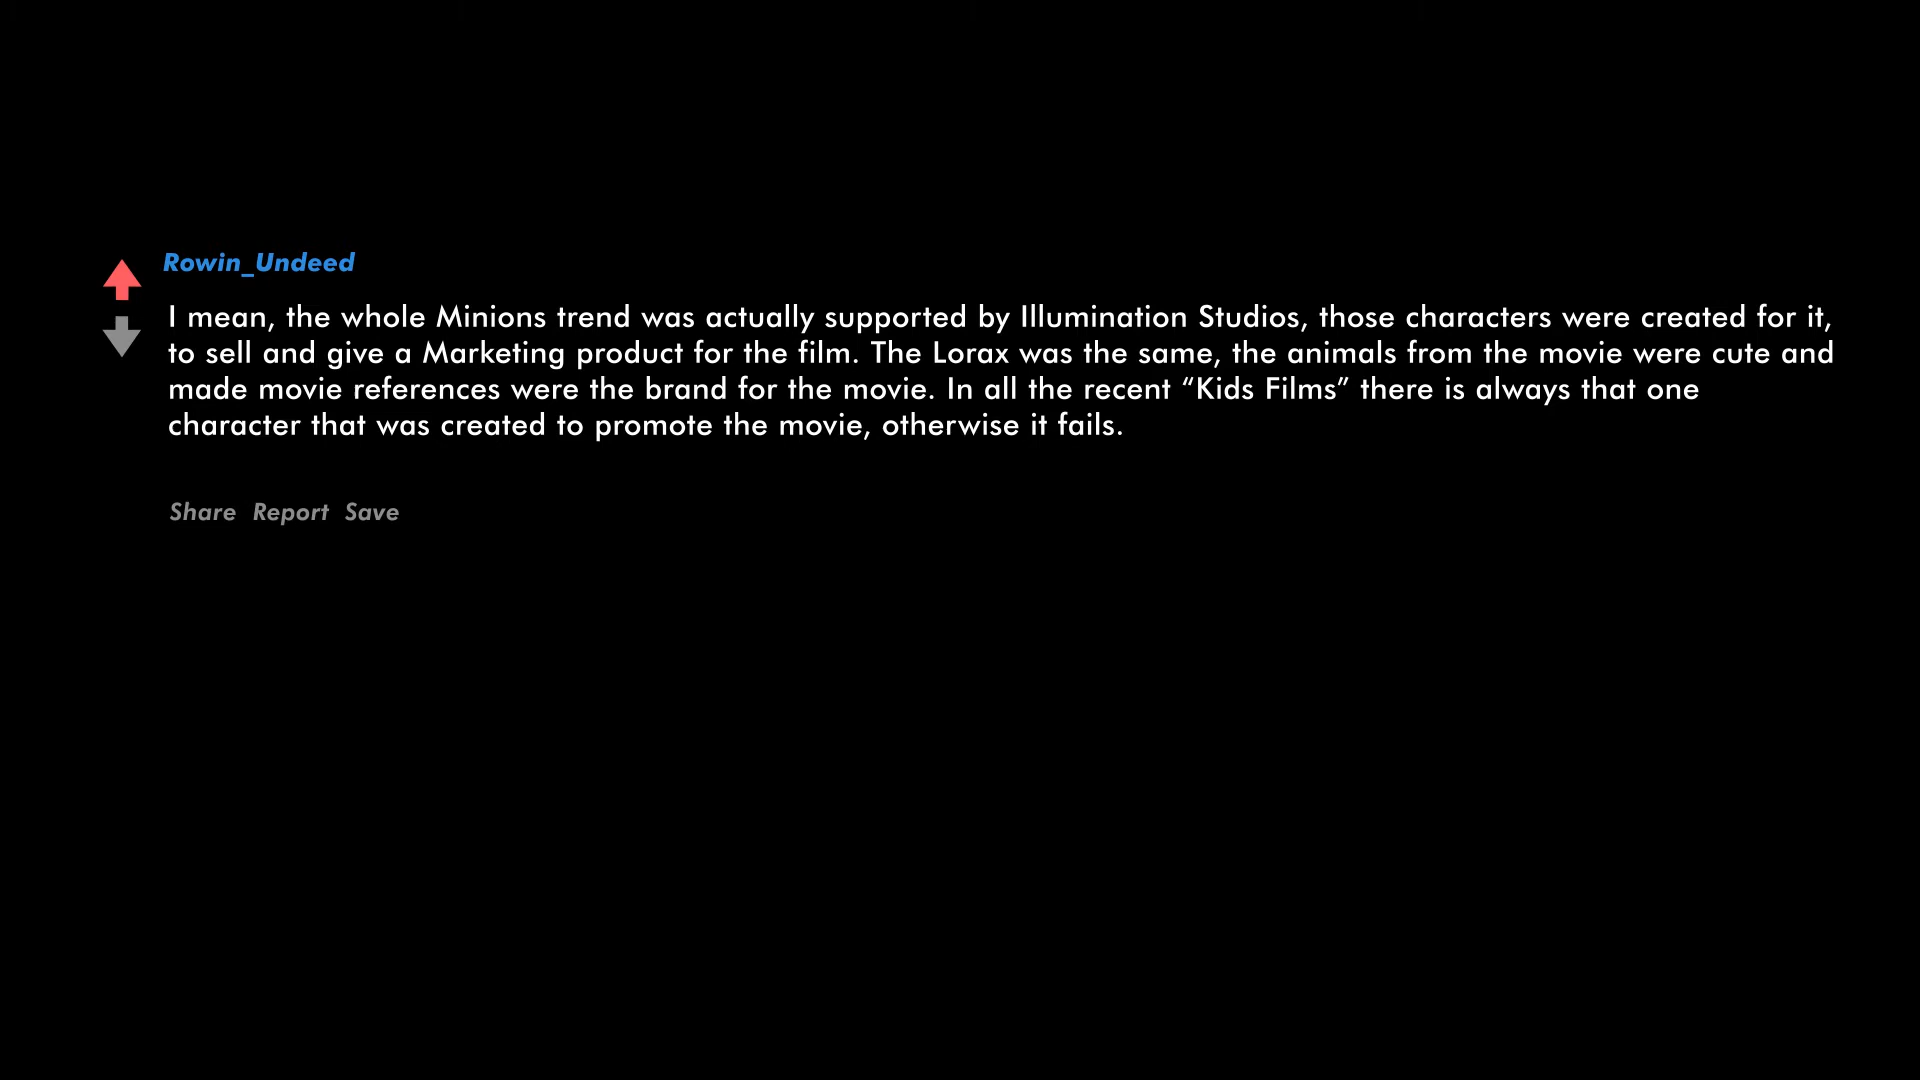 Rowin_Undeed
I mean, the whole Minions trend was actually supported by Illumination Studios, those characters were created for it,
to sell and give a Marketing product for the film. The Lorax was the same, the animals from the movie were cute and
made movie references were the brand for the movie. In all the recent “Kids Films” there is always that one
character that was created to promote the movie, otherwise it fails.
Share Report Save